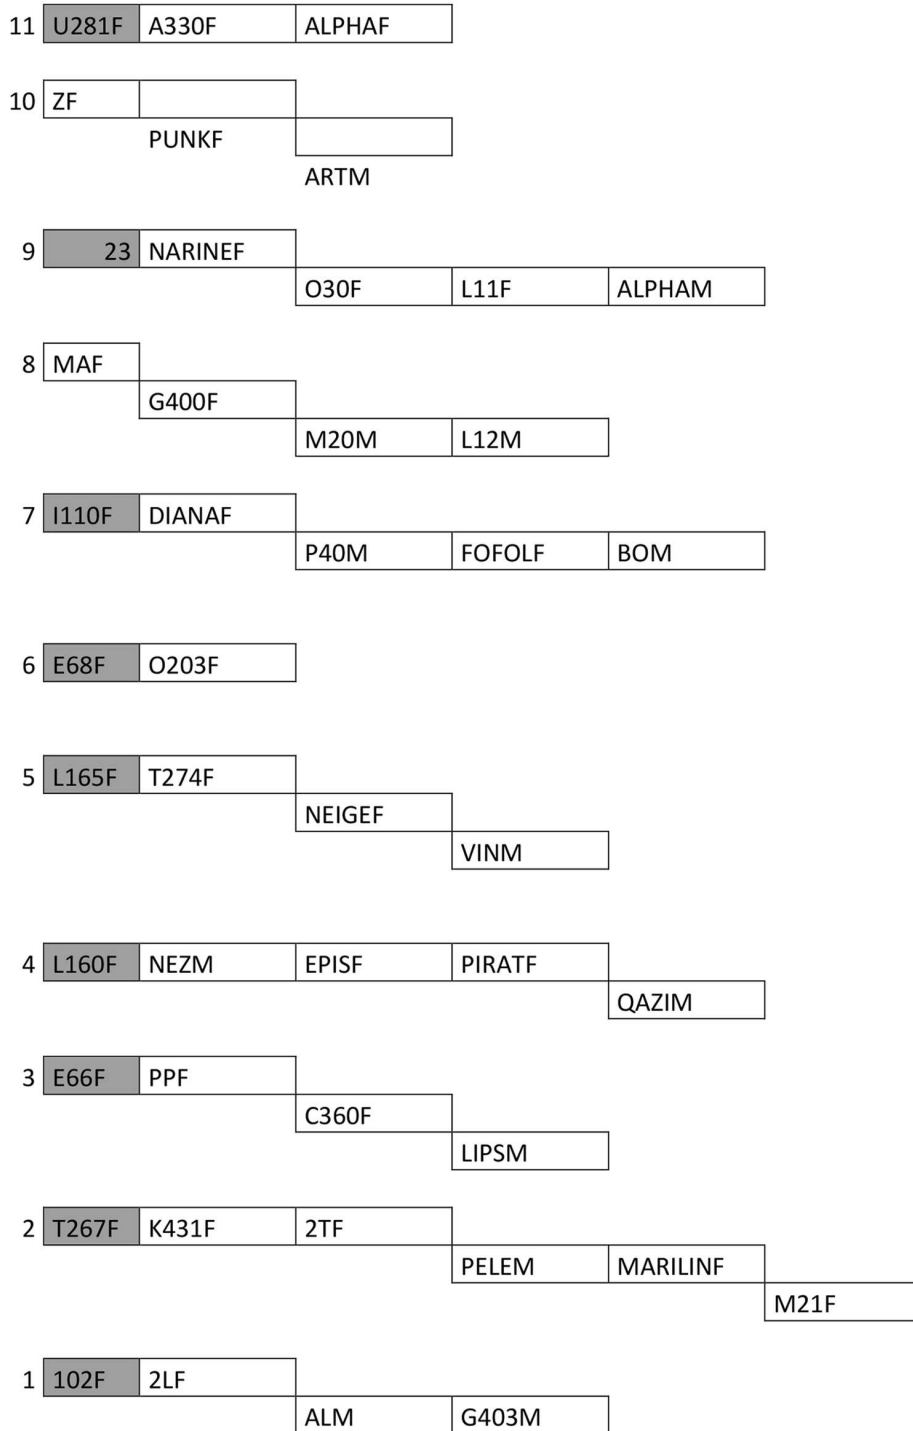 11 U281F A330F ALPHAF
10 ZF
PUNKF
ARTM
9 23 NARINEF
O30F L11F ALPHAM
8 MAF
G400F
M20M L12M
7 I110F DIANAF
P40M FOFOLF BOM
6 E68F O203F
5 L165F T274F
NEIGEF
VINM
4 L160F NEZM EPISF PIRATF
QAZIM
3 E66F PPF
C360F
LIPSM
2 T267F K431F 2TF
PELEM MARILINF
M21F
1 102F 2LF
ALM G403M